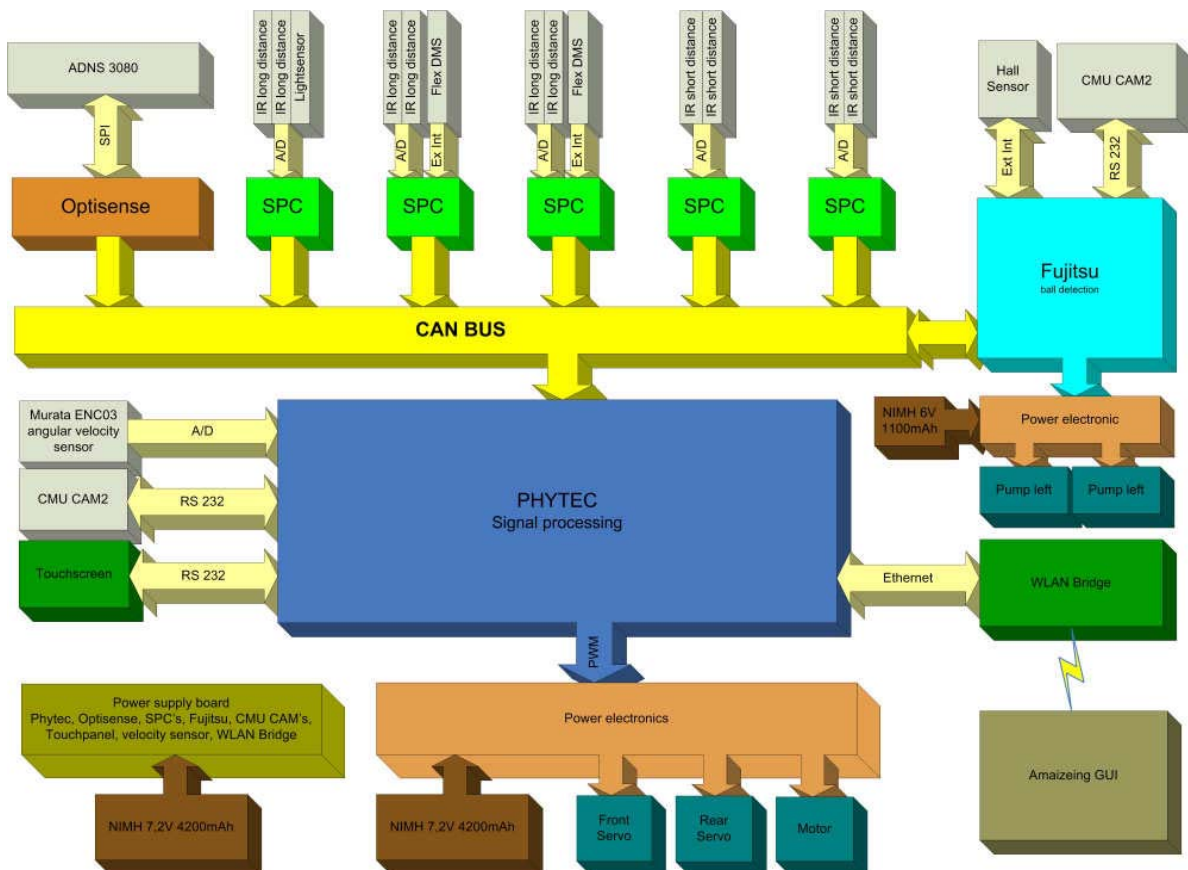 ADNS 3080
IR long distance
IR long distance
Lightsensor
IR long distance
IR long distance
Flex DMS
IR long distance
IR long distance
Flex DMS
IR short distance
IR short distance
IR short distance
IR short distance
Hall
Sensor
CMU CAM2
SPI
A/D
A/D
Ex Int
A/D
Ex Int
A/D
A/D
Ext Int
RS 232
Optisense
SPC
SPC
SPC
SPC
SPC
Fujitsu
ball detection
CAN BUS
Murata ENC03
angular velocity
sensor
A/D
NIMH 6V
1100mAh
Power electronic
CMU CAM2
RS 232
PHYTEC
Signal processing
Pump left
Pump left
Touchscreen
RS 232
Ethernet
WLAN Bridge
PWM
Power supply board
Phytec, Optisense, SPC's, Fujitsu, CMU CAM's,
Touchpanel, velocity sensor, WLAN Bridge
Power electronics
Amaizeing GUI
NIMH 7,2V 4200mAh
NIMH 7,2V 4200mAh
Front
Servo
Rear
Servo
Motor